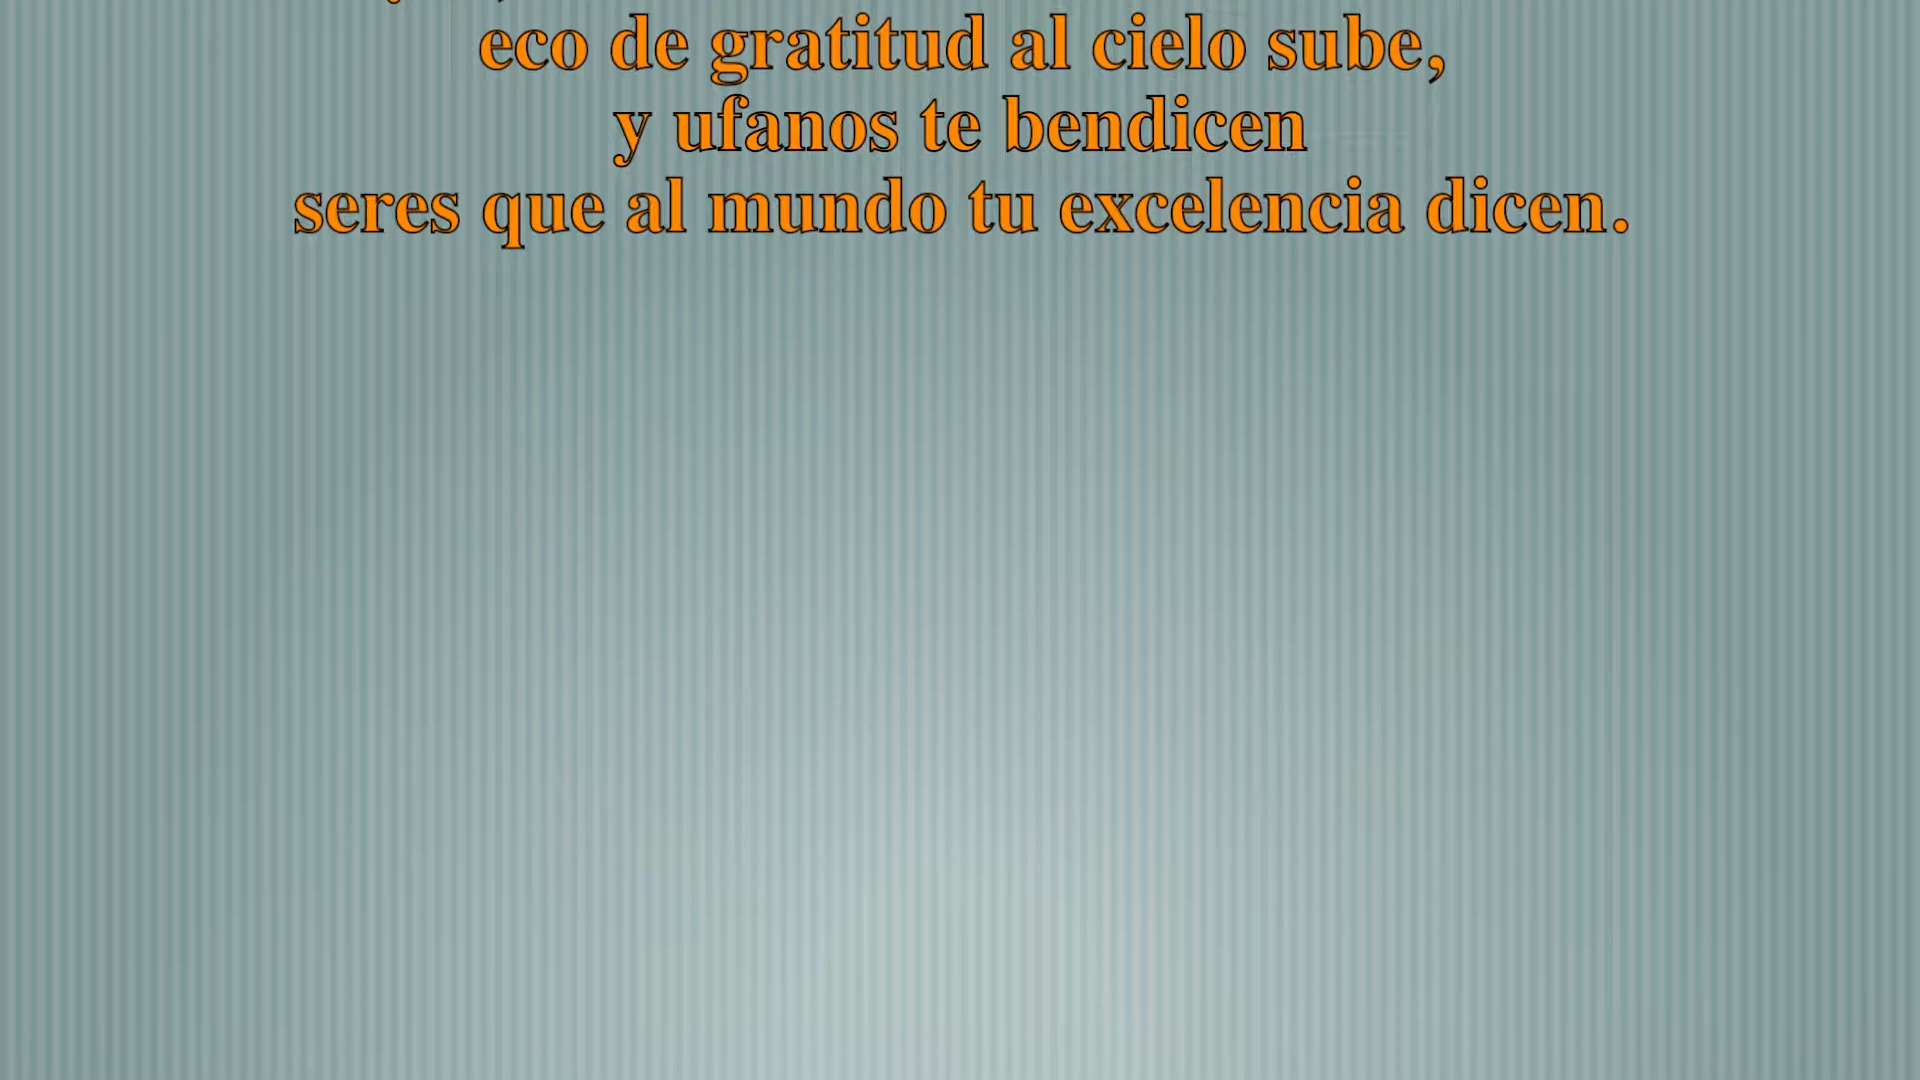 eco de gratitud al cielo sube,
y ufanos te bendicen
seres que al mundo tu excelencia dicen.